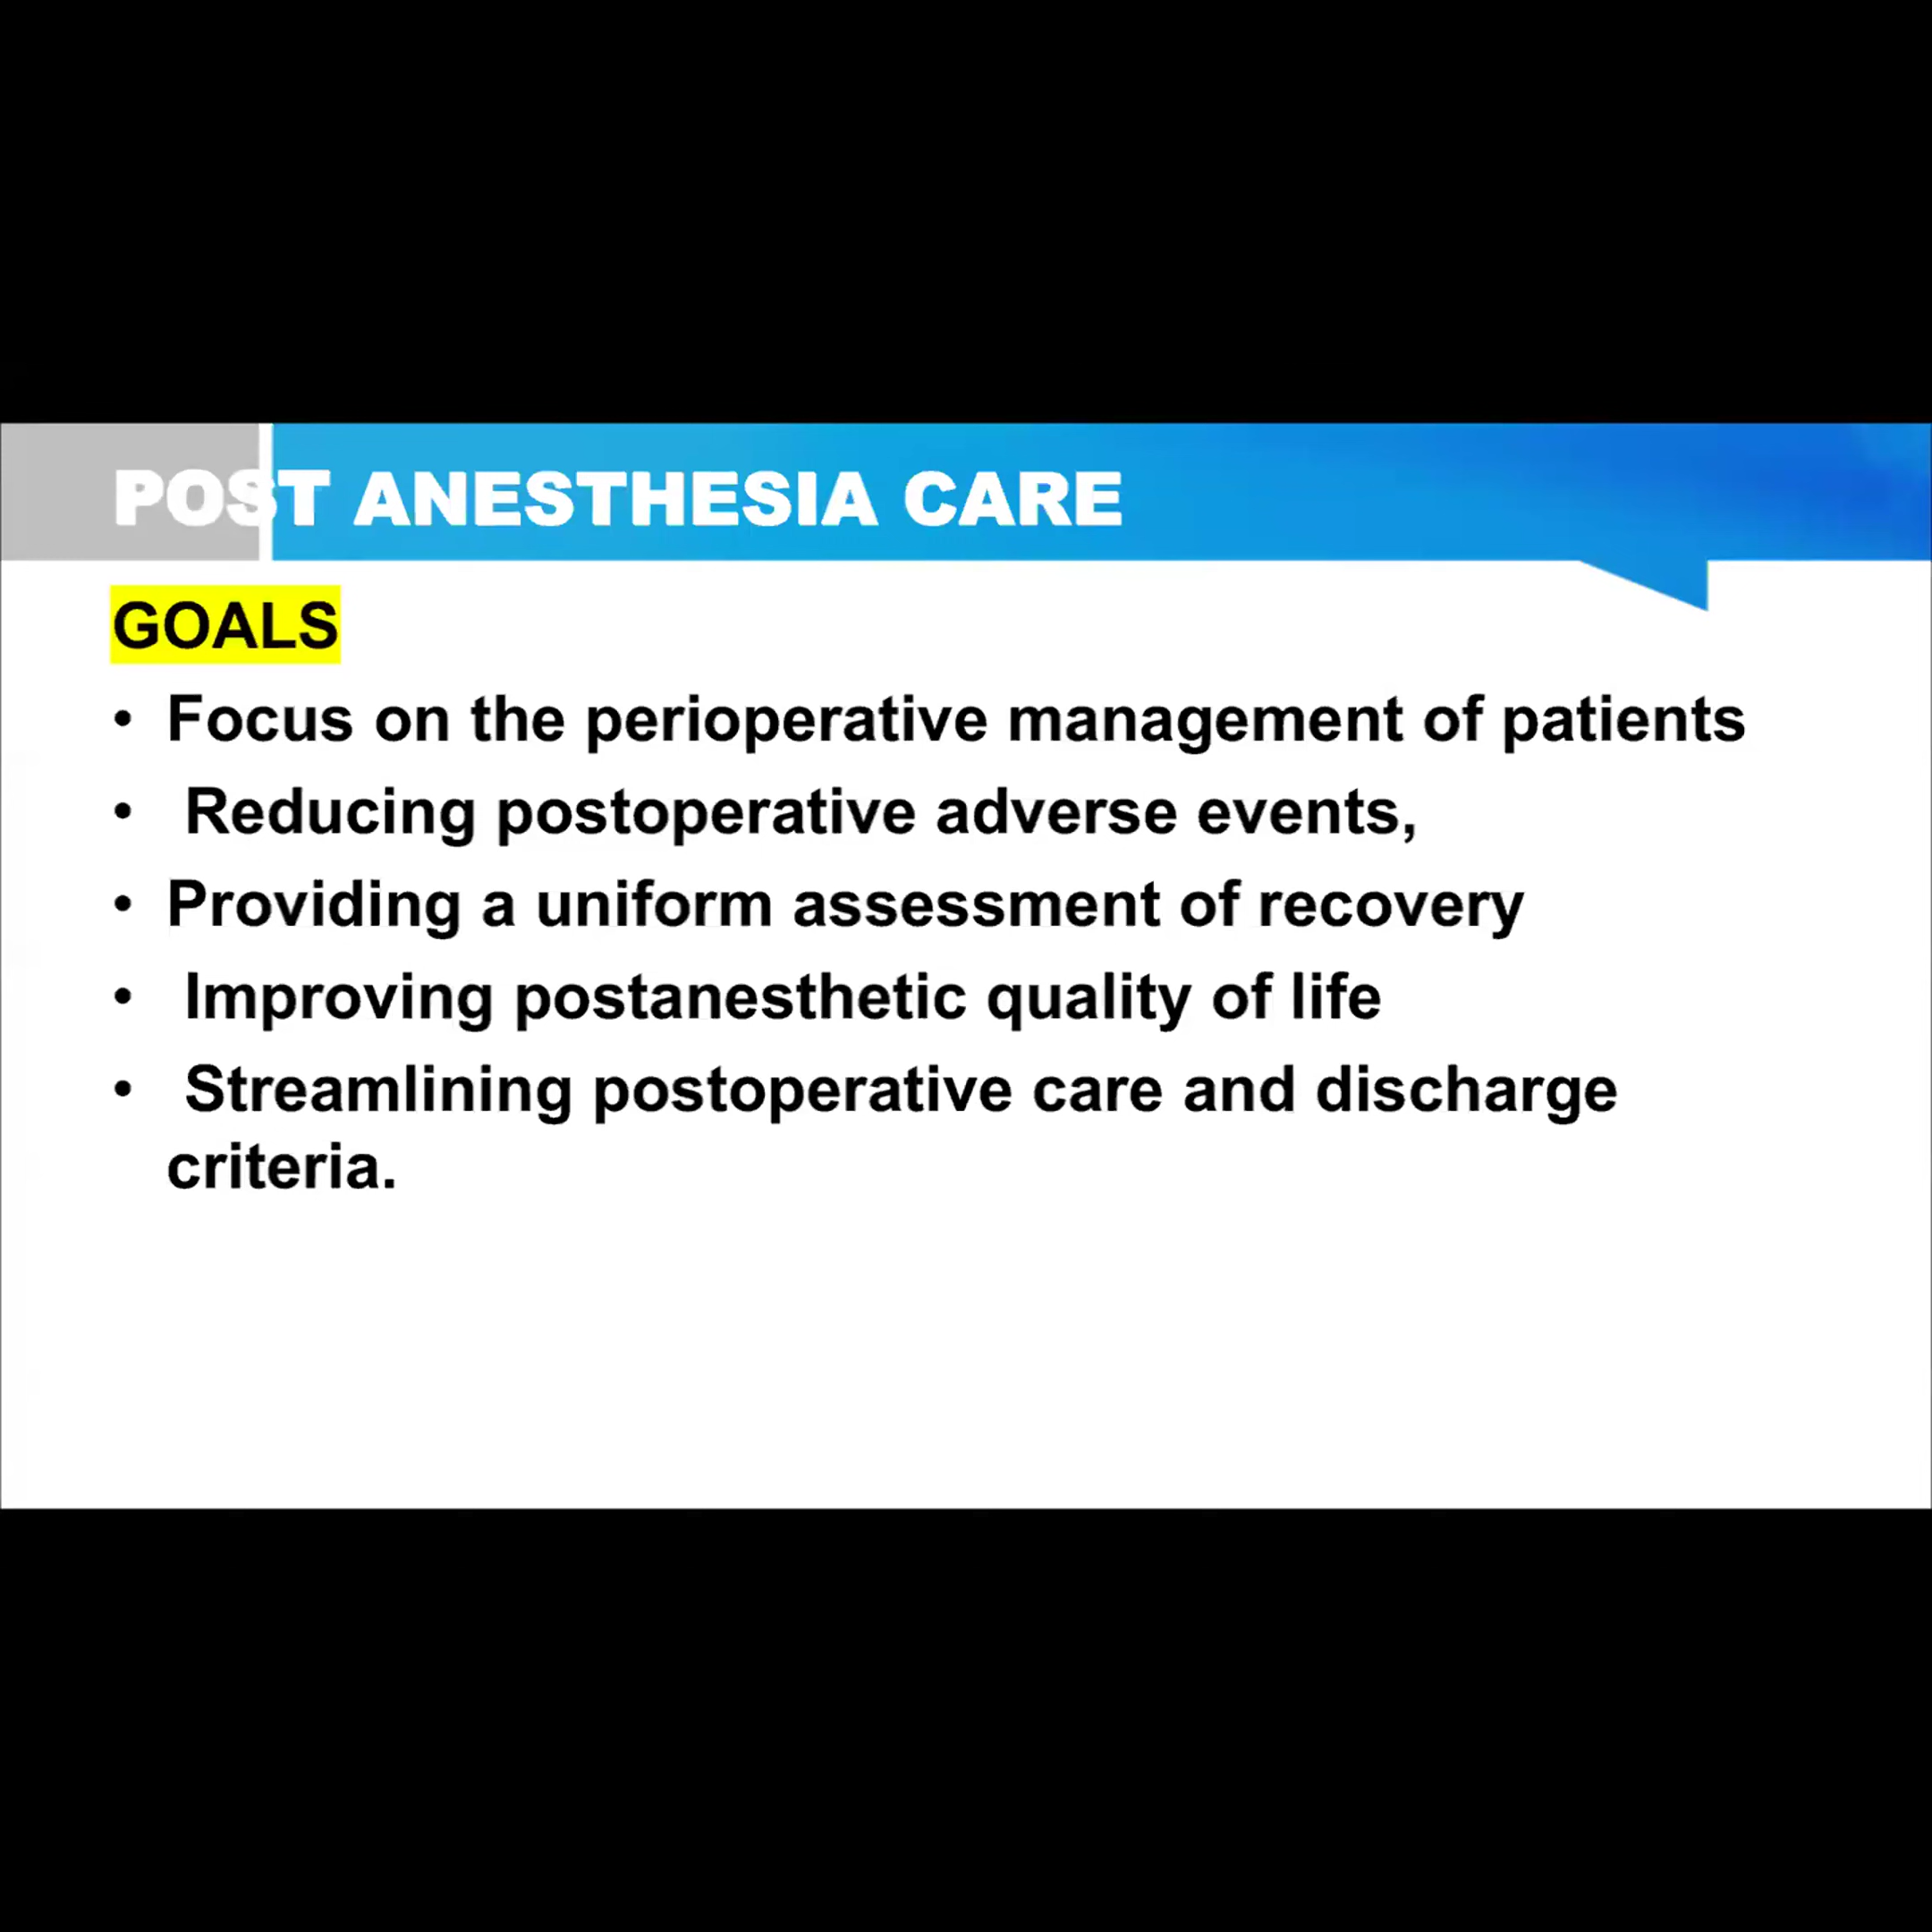 POST ANESTHESIA CARE
GOALS
• Focus on the perioperative management of patients
• Reducing postoperative adverse events,
• Providing a uniform assessment of recovery
• Improving postanesthetic quality of life
• Streamlining postoperative care and discharge
criteria.